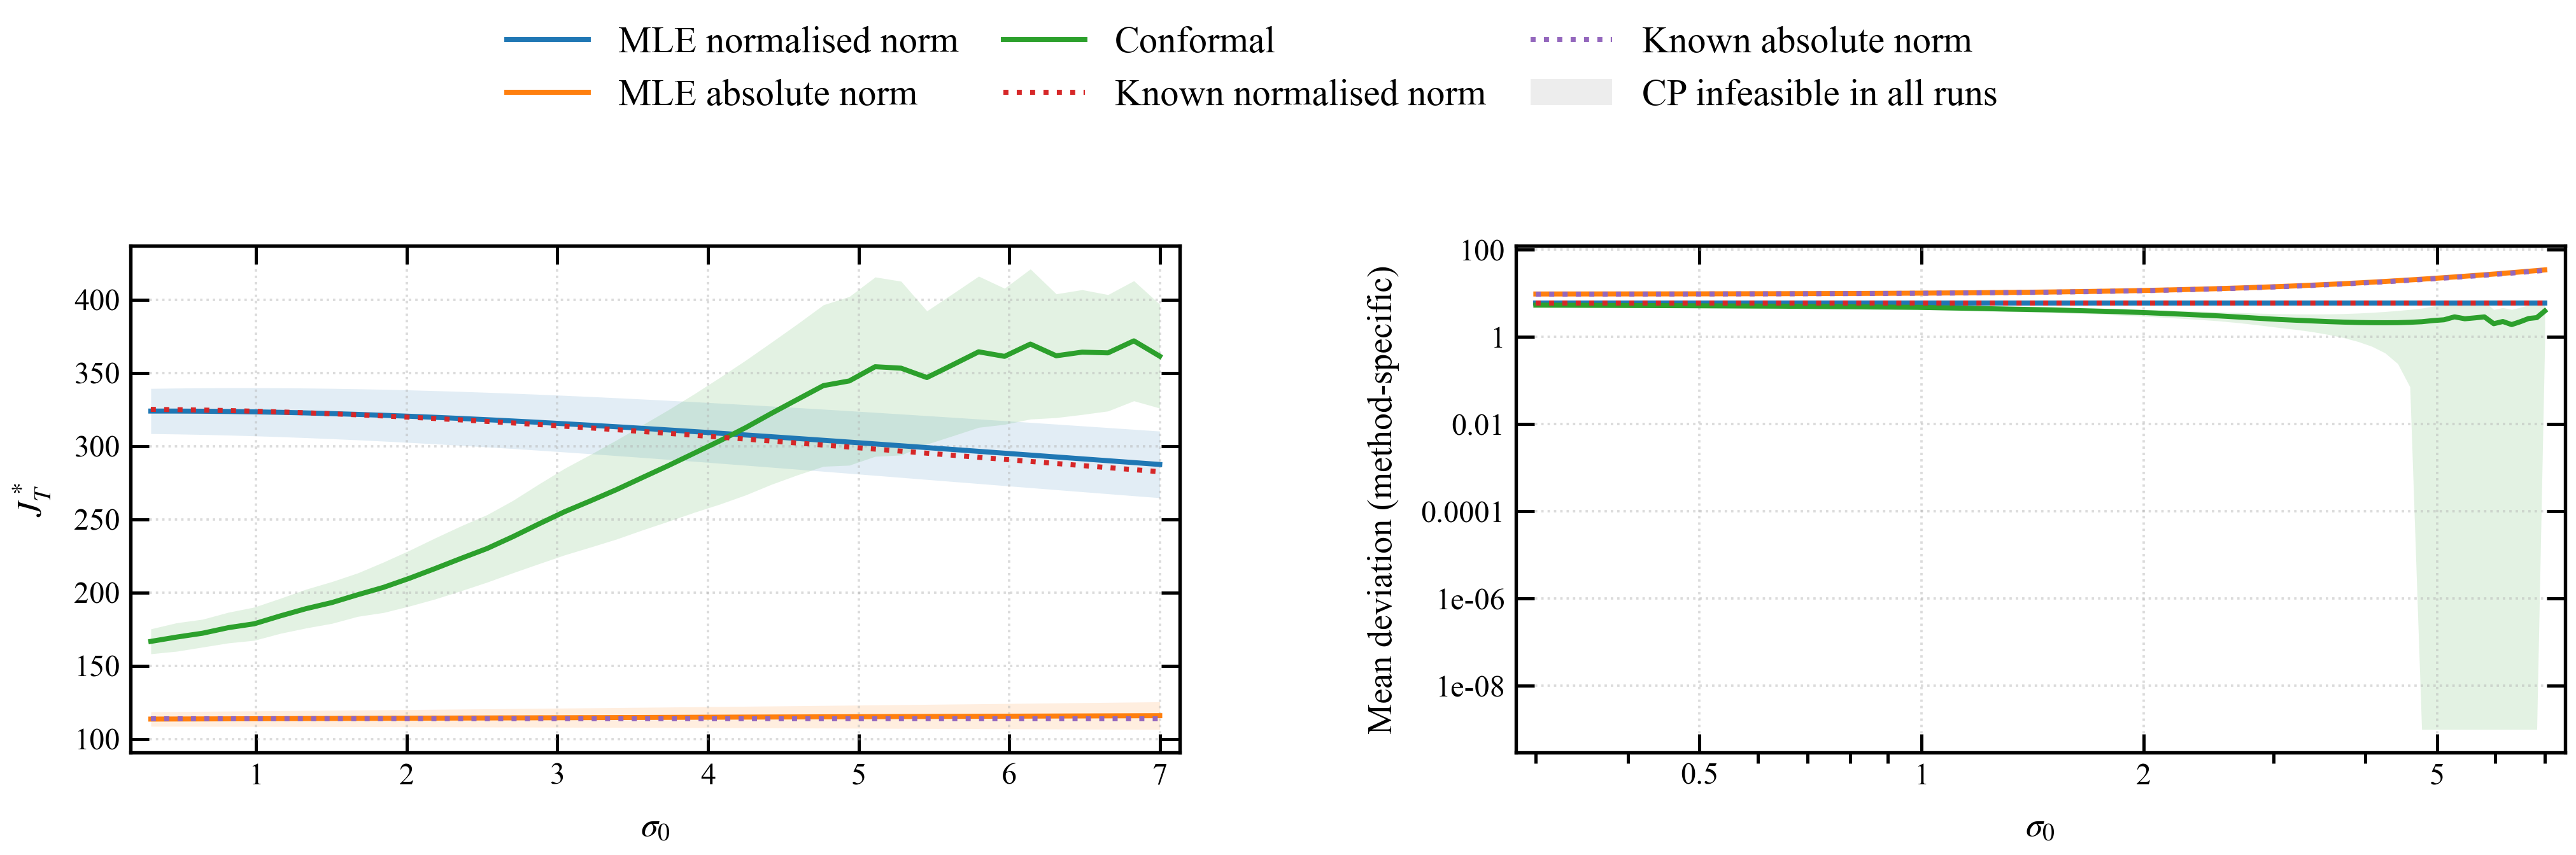 MLE normalised norm
Conformal
Known absolute norm
MLE absolute norm
Known normalised norm
CP infeasible in all runs
J*T
400
350
300
250
200
150
100
1 2 3 4 5 6 7
σ0
Mean deviation (method-specific)
100
1
0.01
0.0001
1e-06
1e-08
0.5 1 2 5
σ0